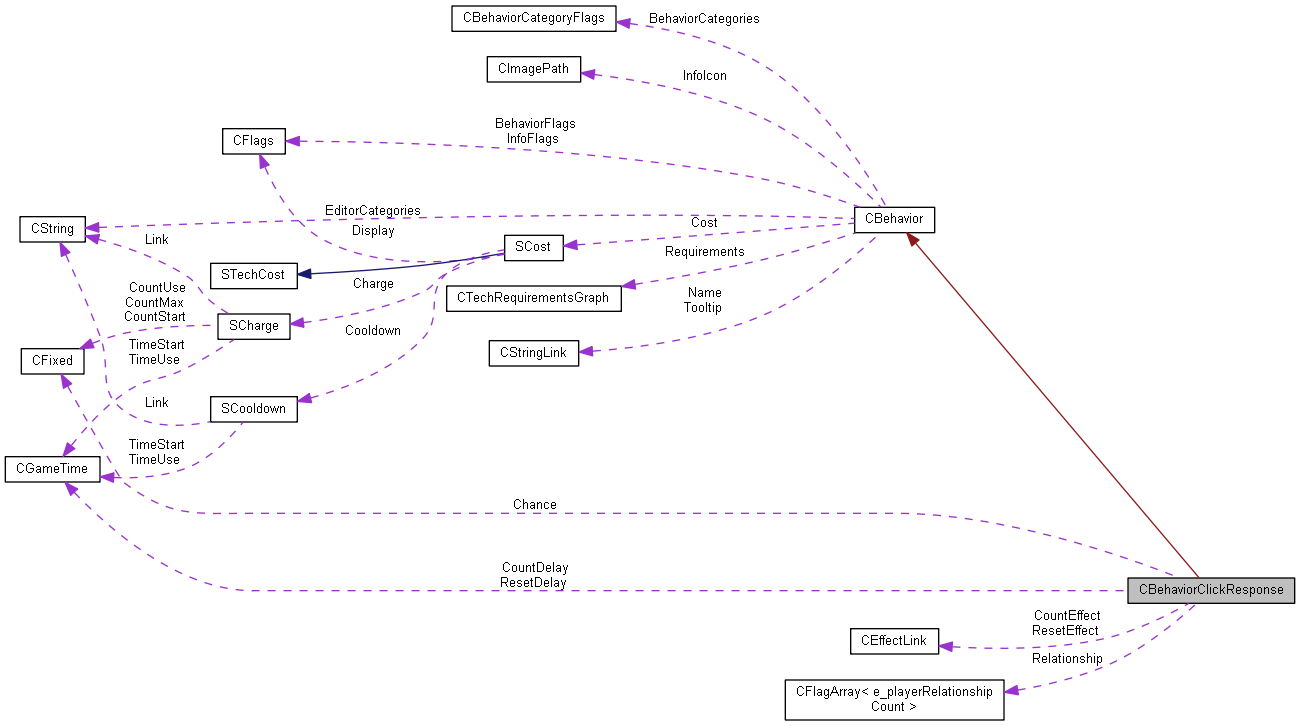 CBehaviorCategoryFlags
BehaviorCategories
CImagePath
InfoIcon
BehaviorFlags
InfoFlags
CFlags
EditorCategories
CString
CBehavior
Cost
Display
Link
SCost
Requirements
STechCost
Charge
CountUse
CountMax
CountStart
CTechRequirementsGraph
Name
Tooltip
SCharge
Cooldown
TimeStart
TimeUse
CFixed
CStringLink
Link
SCooldown
TimeStart
TimeUse
CGameTime
Chance
CountDelay
ResetDelay
CBehaviorClickResponse
CountEffect
ResetEffect
CEffectLink
Relationship
CFlagArray< e_playerRelationship
Count >